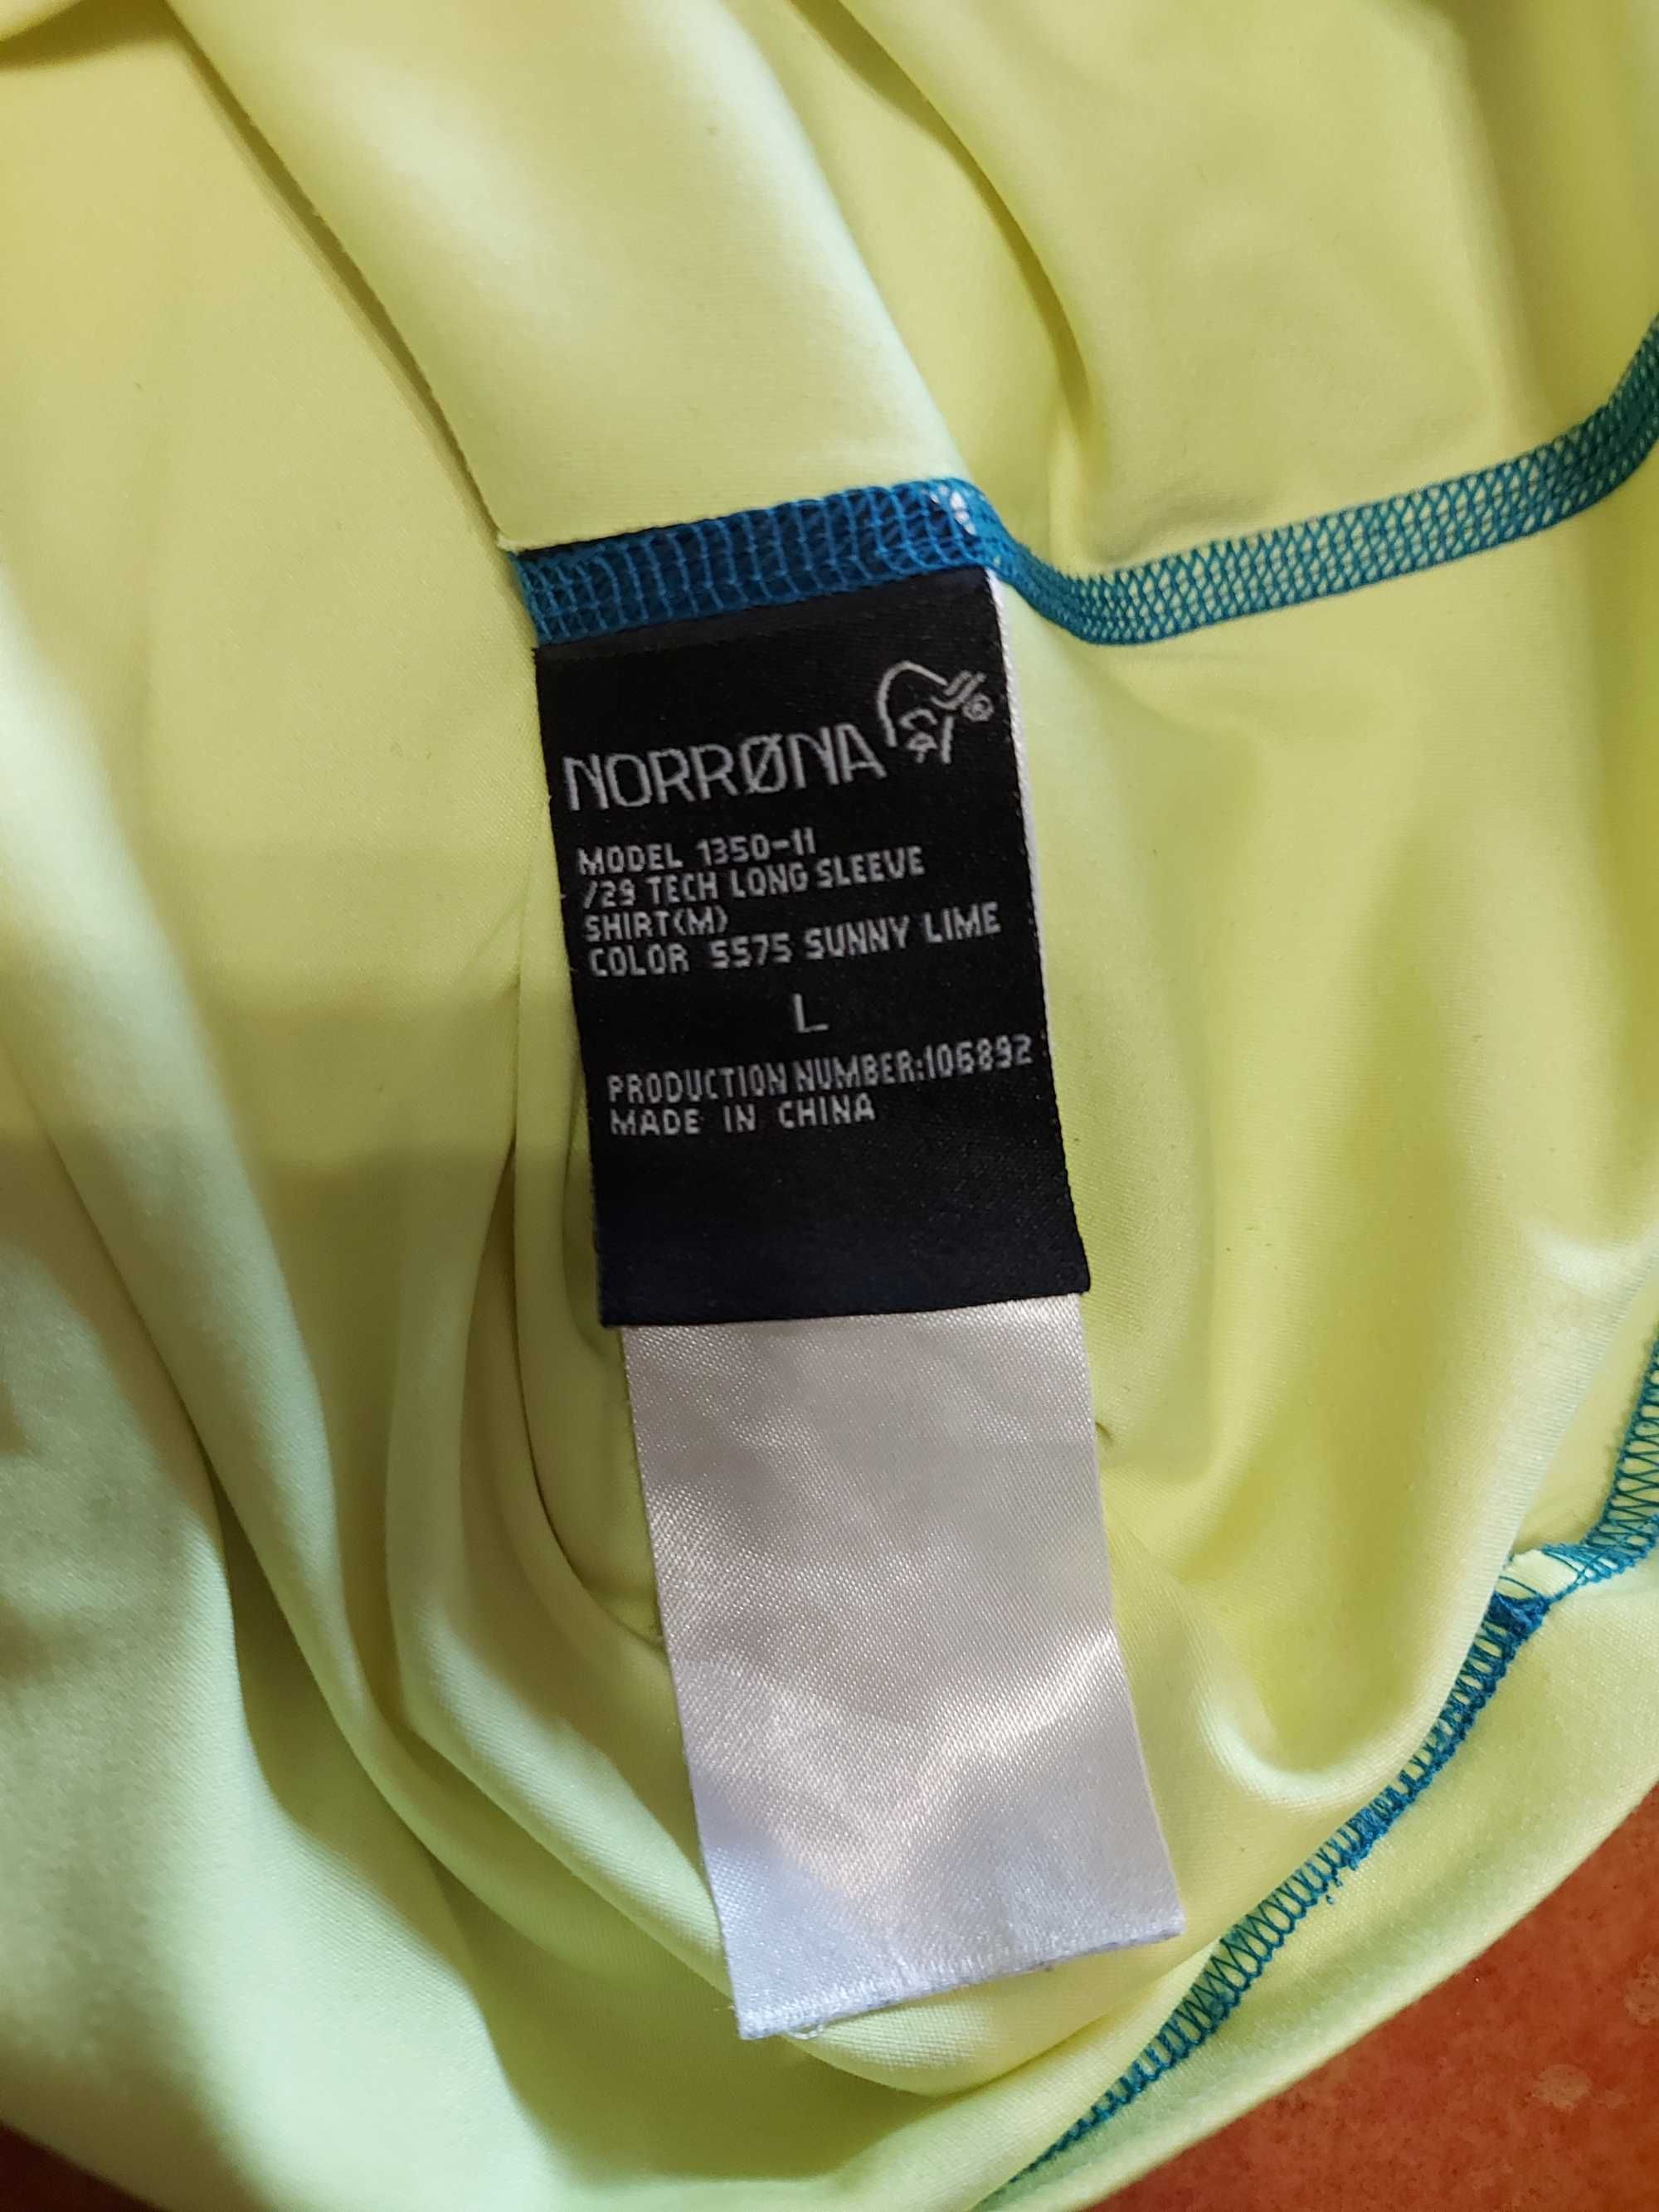 NORRØNA
MODEL 1350-11
/29 TECH LONG SLEEVE
SHIRT(M)
COLOR 5575 SUNNY LIME
L
PRODUCTION NUMBER:106892
MADE IN CHINA